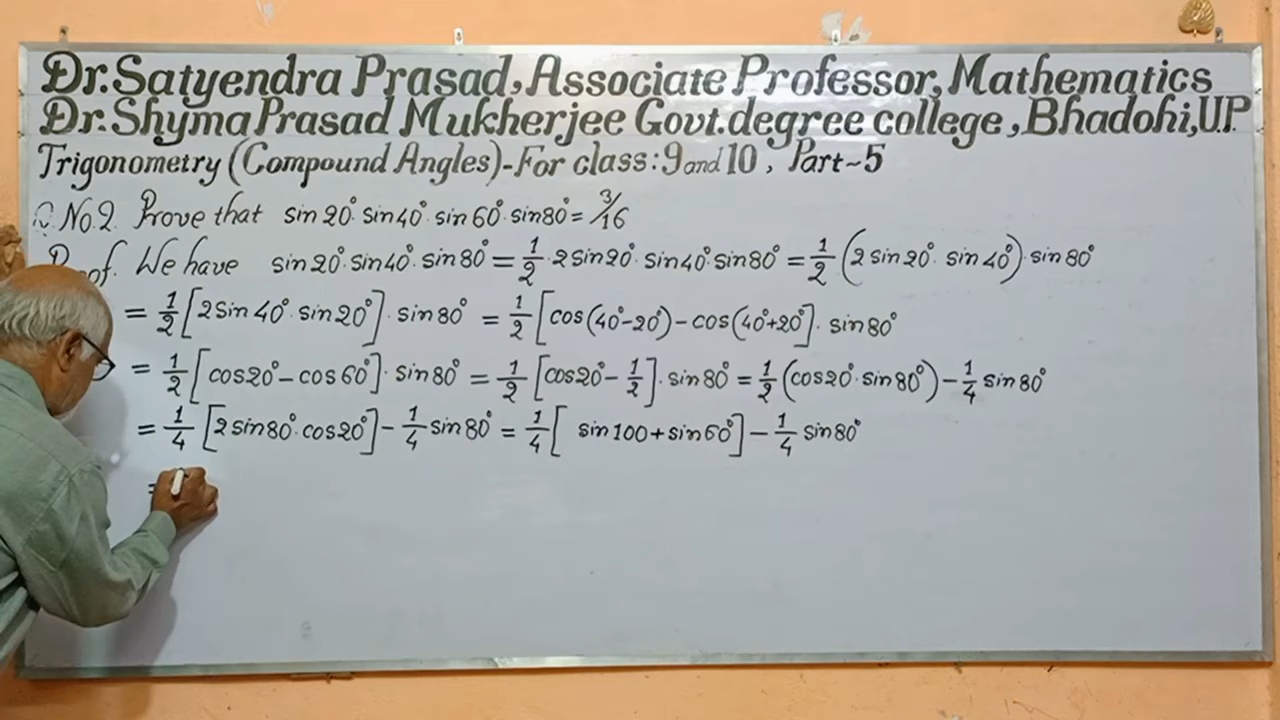 Dr. Satyendra Prasad, Associate Professor, Mathematics
Dr. Shyma Prasad Mukherjee Govt. degree college, Bhadohi, U.P.
Trigonometry (Compound Angles)-For class: 9 and 10, Part-5
Q. No 2. Prove that sin 20°. sin 40°. sin 60°. sin 80° = 3/16
Proof. We have sin 20°. sin 40°. sin 80° = 1/2 . 2 sin 20°. sin 40°. sin 80° = 1/2 (2 sin 20°. sin 40°). sin 80°
= 1/2 [2 sin 40°. sin 20°] . sin 80° = 1/2 [cos(40°-20°) - cos(40°+20°]. sin 80°
= 1/2 [cos 20° - cos 60°]. sin 80° = 1/2 [cos 20° - 1/2]. sin 80° = 1/2 (cos 20°. sin 80°) - 1/4 sin 80°
= 1/4 [2 sin 80°. cos 20°] - 1/4 sin 80° = 1/4 [ sin 100 + sin 60°] - 1/4 sin 80°
=